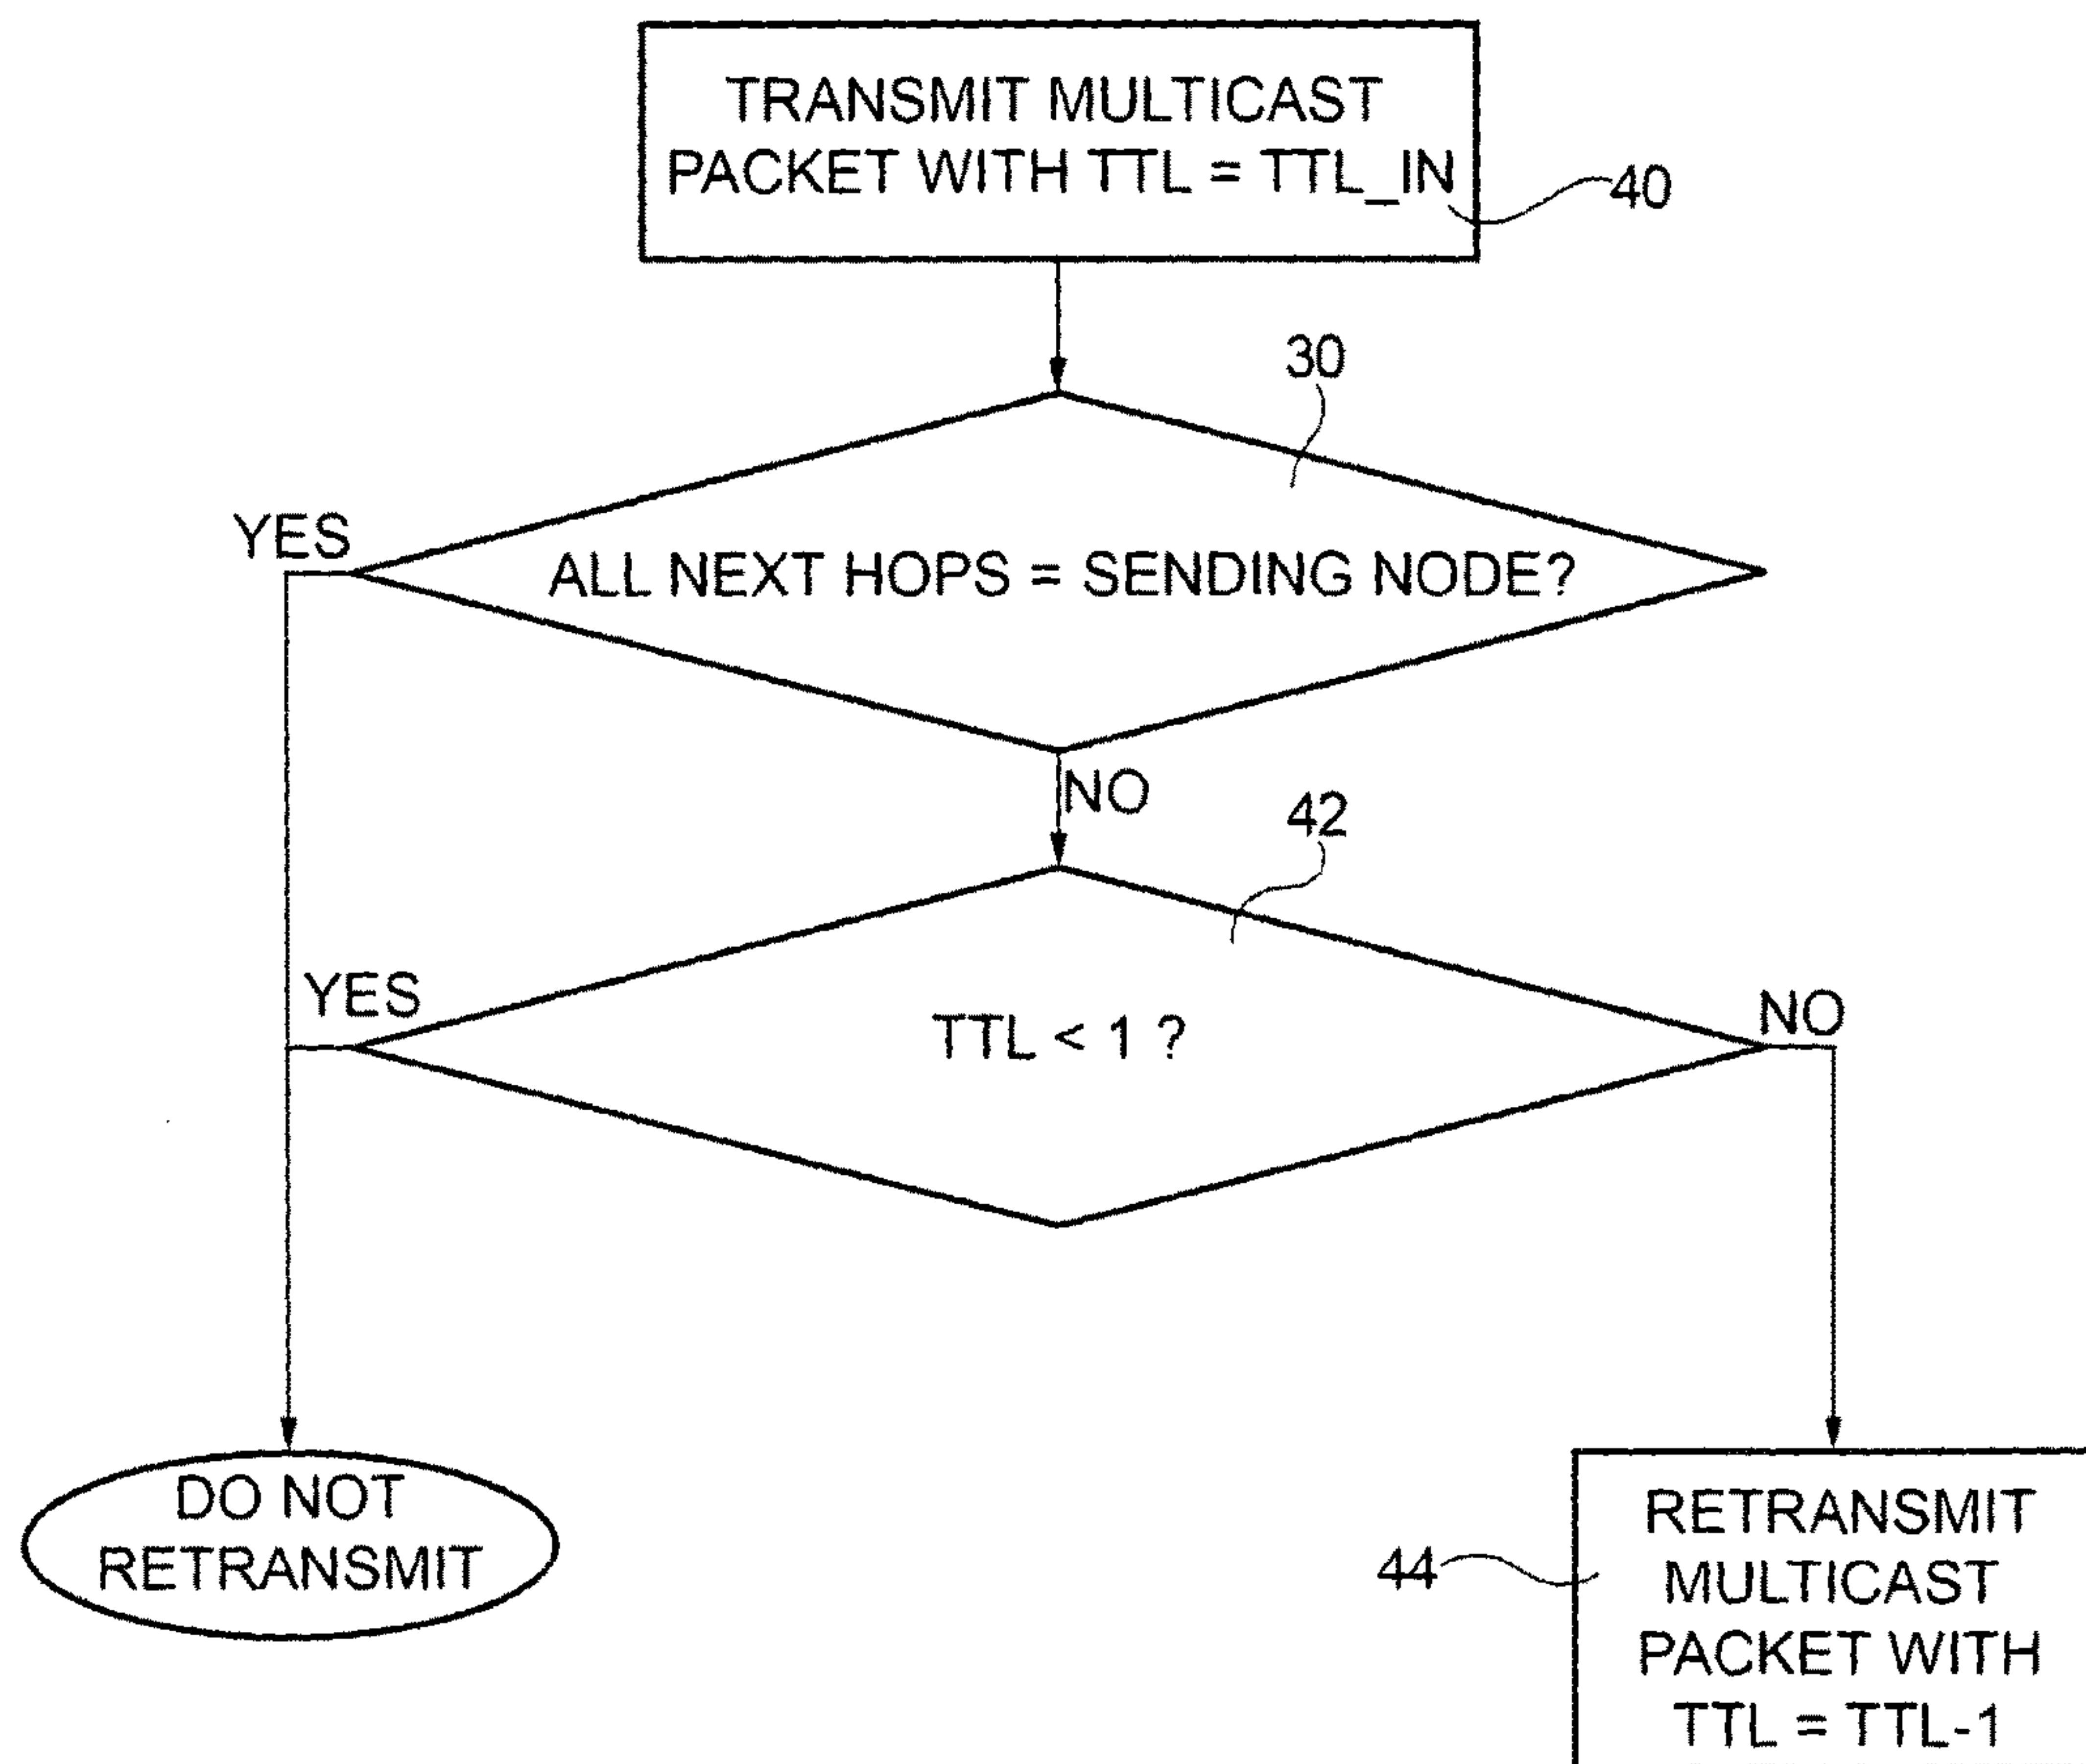 TRANSMIT MULTICAST
PACKET WITH TTL = TTL_IN
40
30
YES
ALL NEXT HOPS = SENDING NODE?
NO
42
YES
TTL < 1 ?
NO
DO NOT
RETRANSMIT
44
RETRANSMIT
MULTICAST
PACKET WITH
TTL = TTL-1